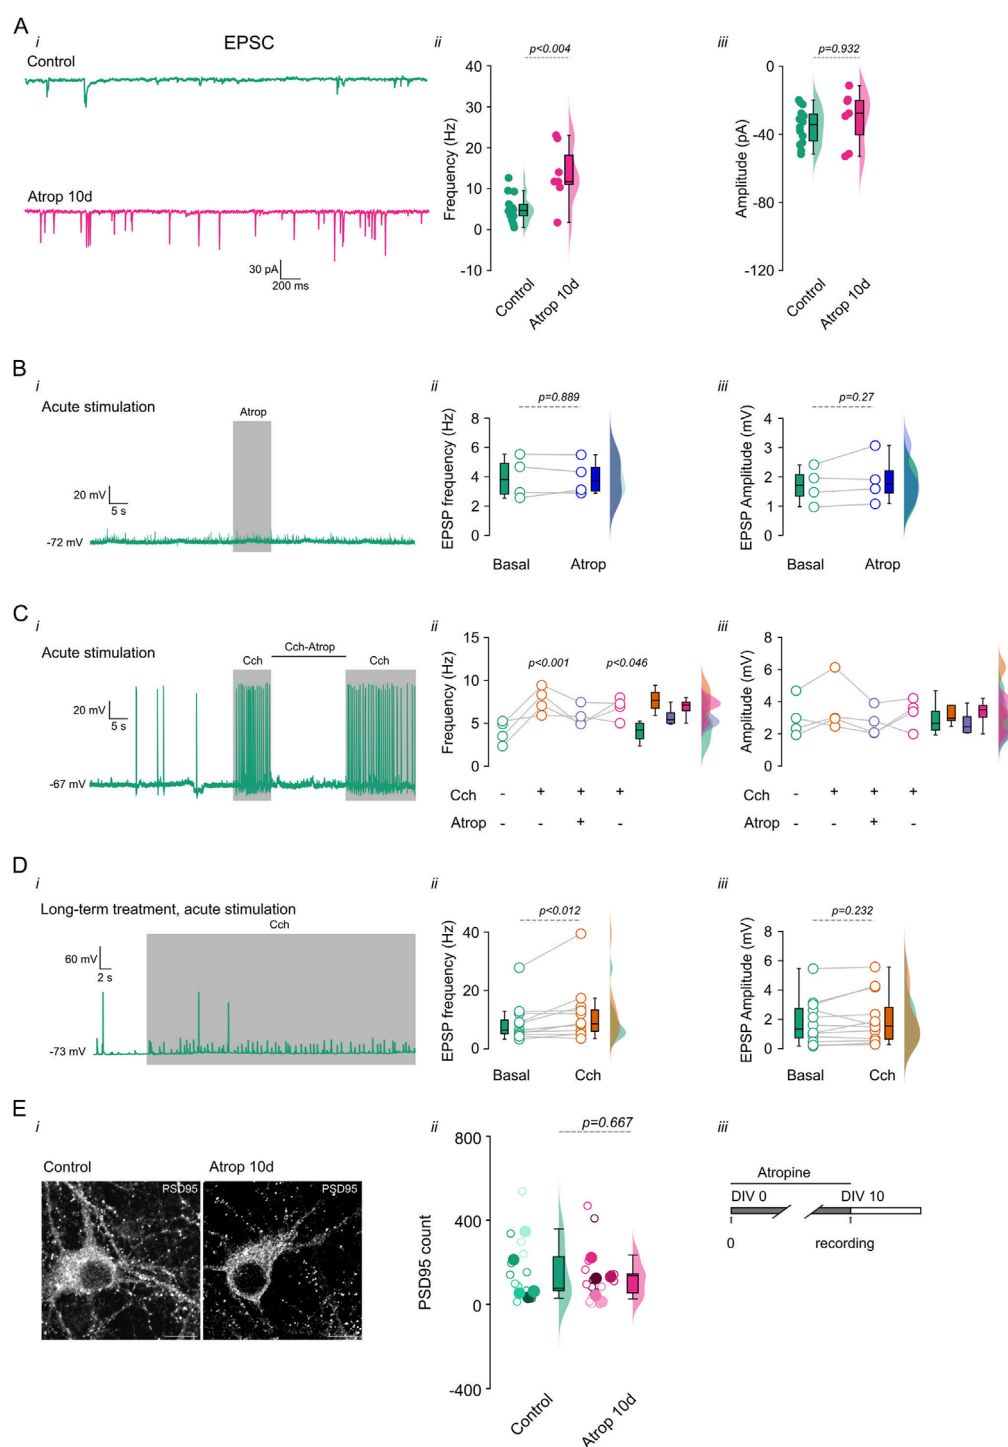 A
i
EPSC
Control
Atrop 10d
30 pA
200 ms
ii
p<0.004
Frequency (Hz)
40
30
20
10
0
-10
Control
Atrop 10d
iii
p=0.932
Amplitude (pA)
0
-40
-80
-120
Control
Atrop 10d
B
i
Acute stimulation
Atrop
20 mV
5 s
-72 mV
ii
p=0.889
EPSP frequency (Hz)
8
6
4
2
0
Basal
Atrop
iii
p=0.27
EPSP Amplitude (mV)
4
3
2
1
0
Basal
Atrop
C
i
Acute stimulation
Cch-Atrop
Cch
Cch
20 mV
5 s
-67 mV
ii
p<0.001
p<0.046
Frequency (Hz)
15
10
5
0
Cch - + + +
Atrop - - + -
iii
Amplitude (mV)
8
6
4
2
0
Cch - + + +
Atrop - - + -
D
i
Long-term treatment, acute stimulation
Cch
60 mV
2 s
-73 mV
ii
p<0.012
EPSP frequency (Hz)
40
20
0
Basal
Cch
iii
p=0.232
EPSP Amplitude (mV)
8
6
4
2
0
Basal
Cch
E
i
Control
Atrop 10d
PSD95
PSD95
ii
p=0.667
PSD95 count
800
400
0
-400
Control
Atrop 10d
iii
Atropine
DIV 0
DIV 10
0
recording